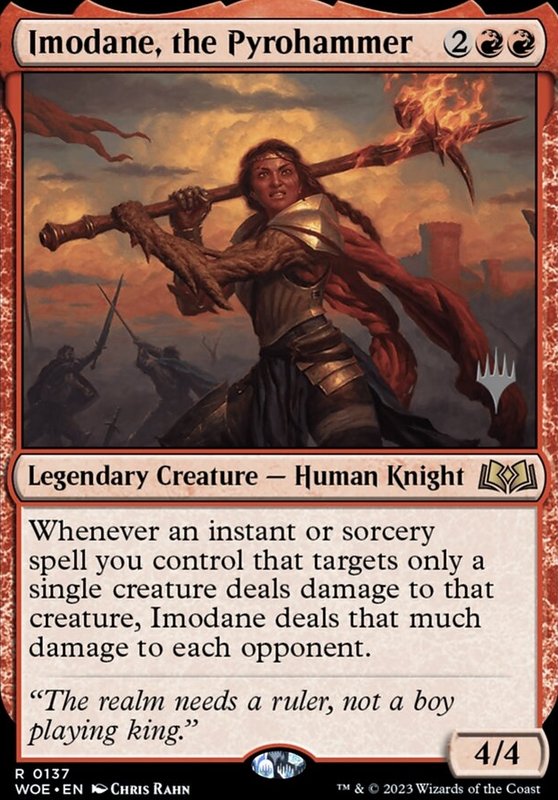 Imodane, the Pyrohammer 2
Legendary Creature — Human Knight
Whenever an instant or sorcery
spell you control that targets only a
single creature deals damage to that
creature, Imodane deals that much
damage to each opponent.
“The realm needs a ruler, not a boy
playing king.”
4/4
R 0137
WOE • EN Chris Rahn
™ & © 2023 Wizards of the Coast